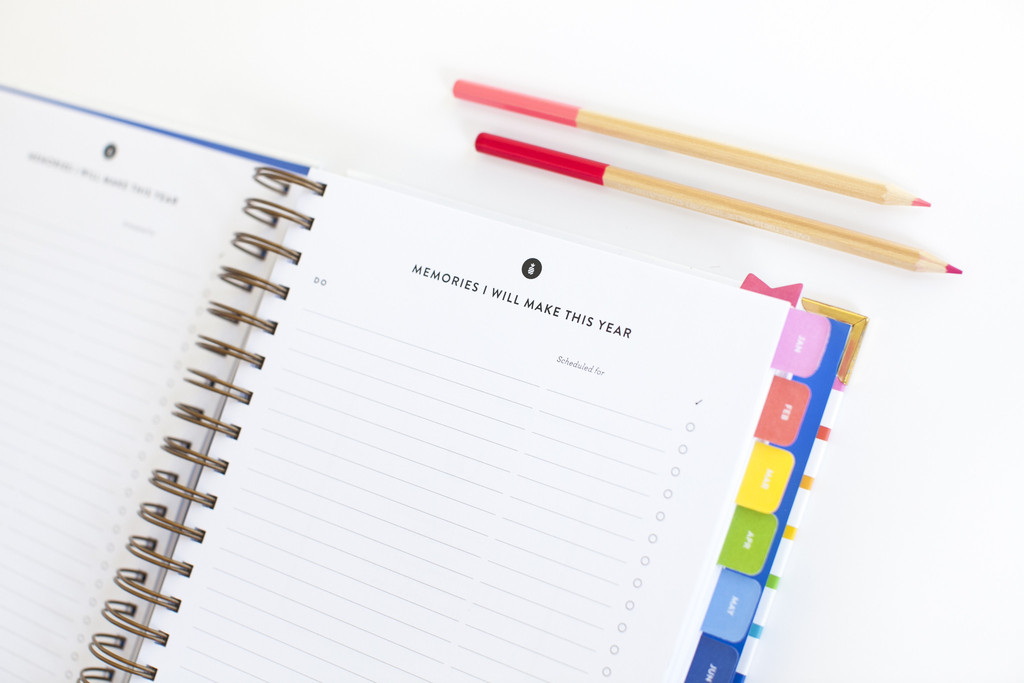 MEMORIES I WILL MAKE THIS YEAR
MEMORIES I WILL MAKE THIS YEAR
DO
Scheduled for
✓
JAN
FEB
MAR
APR
MAY
JUN